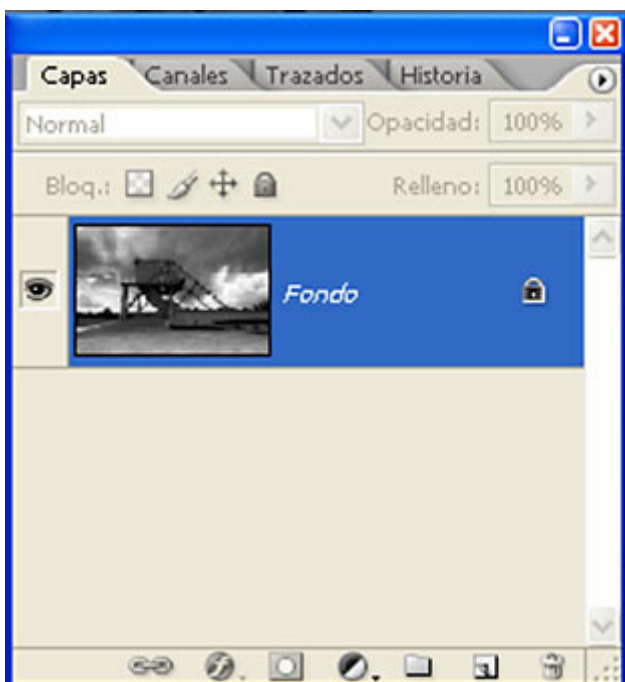 Capas Canales Trazados Historia
Normal Opacidad: 100%
Bloq.: Relleno: 100%
Fondo